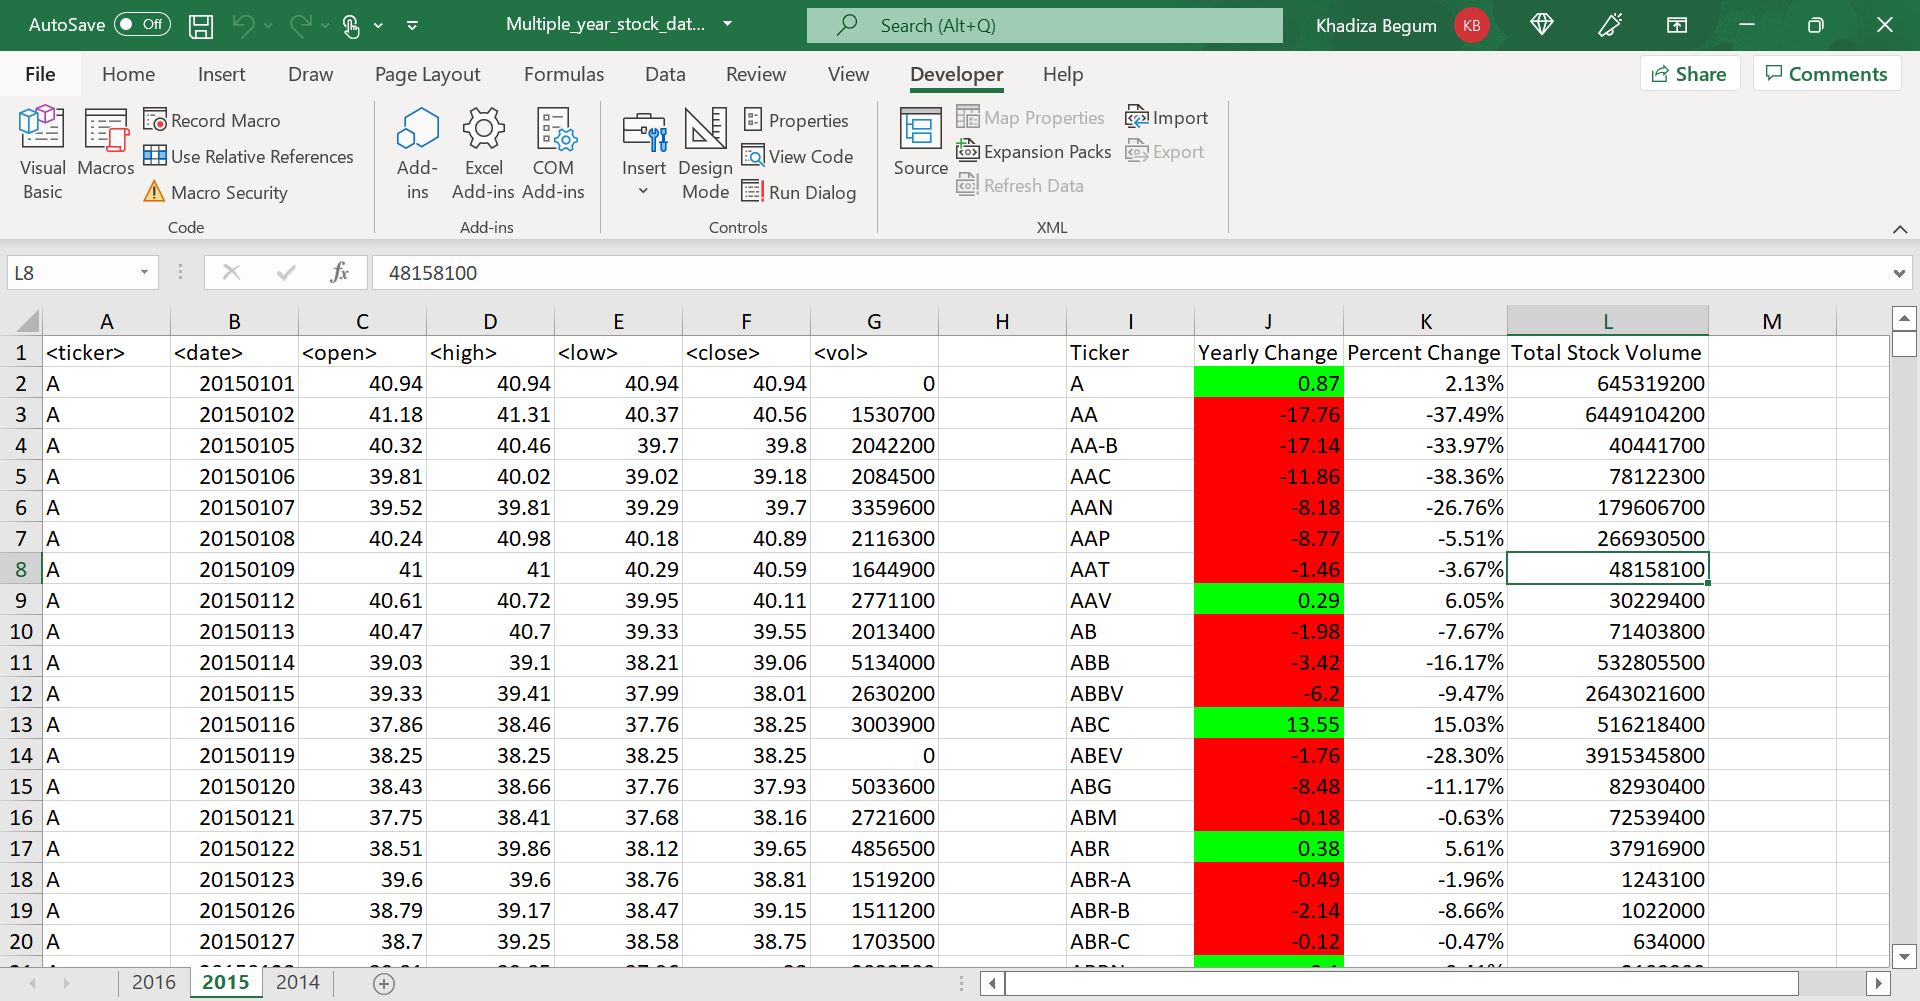 AutoSave Off Multiple_year_stock_dat... Search (Alt+Q) Khadiza Begum KB
File Home Insert Draw Page Layout Formulas Data Review View Developer Help Share Comments
Visual Basic
Macros
Record Macro
Use Relative References
Macro Security
Code
Add-ins
Excel Add-ins
COM Add-ins
Add-ins
Insert
Design Mode
Properties
View Code
Run Dialog
Controls
Source
Map Properties
Expansion Packs
Refresh Data
Import
Export
XML
L8 fx 48158100
A B C D E F G H I J K L M
1 <ticker> <date> <open> <high> <low> <close> <vol> Ticker Yearly Change Percent Change Total Stock Volume
2 A 20150101 40.94 40.94 40.94 40.94 0 A 0.87 2.13% 645319200
3 A 20150102 41.18 41.31 40.37 40.56 1530700 AA -17.76 -37.49% 6449104200
4 A 20150105 40.32 40.46 39.7 39.8 2042200 AA-B -17.14 -33.97% 40441700
5 A 20150106 39.81 40.02 39.02 39.18 2084500 AAC -11.86 -38.36% 78122300
6 A 20150107 39.52 39.81 39.29 39.7 3359600 AAN -8.18 -26.76% 179606700
7 A 20150108 40.24 40.98 40.18 40.89 2116300 AAP -8.77 -5.51% 266930500
8 A 20150109 41 41 40.29 40.59 1644900 AAT -1.46 -3.67% 48158100
9 A 20150112 40.61 40.72 39.95 40.11 2771100 AAV 0.29 6.05% 30229400
10 A 20150113 40.47 40.7 39.33 39.55 2013400 AB -1.98 -7.67% 71403800
11 A 20150114 39.03 39.1 38.21 39.06 5134000 ABB -3.42 -16.17% 532805500
12 A 20150115 39.33 39.41 37.99 38.01 2630200 ABBV -6.2 -9.47% 2643021600
13 A 20150116 37.86 38.46 37.76 38.25 3003900 ABC 13.55 15.03% 516218400
14 A 20150119 38.25 38.25 38.25 38.25 0 ABEV -1.76 -28.30% 3915345800
15 A 20150120 38.43 38.66 37.76 37.93 5033600 ABG -8.48 -11.17% 82930400
16 A 20150121 37.75 38.41 37.68 38.16 2721600 ABM -0.18 -0.63% 72539400
17 A 20150122 38.51 39.86 38.12 39.65 4856500 ABR 0.38 5.61% 37916900
18 A 20150123 39.6 39.6 38.76 38.81 1519200 ABR-A -0.49 -1.96% 1243100
19 A 20150126 38.79 39.17 38.47 39.15 1511200 ABR-B -2.14 -8.66% 1022000
20 A 20150127 38.7 39.25 38.58 38.75 1703500 ABR-C -0.12 -0.47% 634000
2016 2015 2014